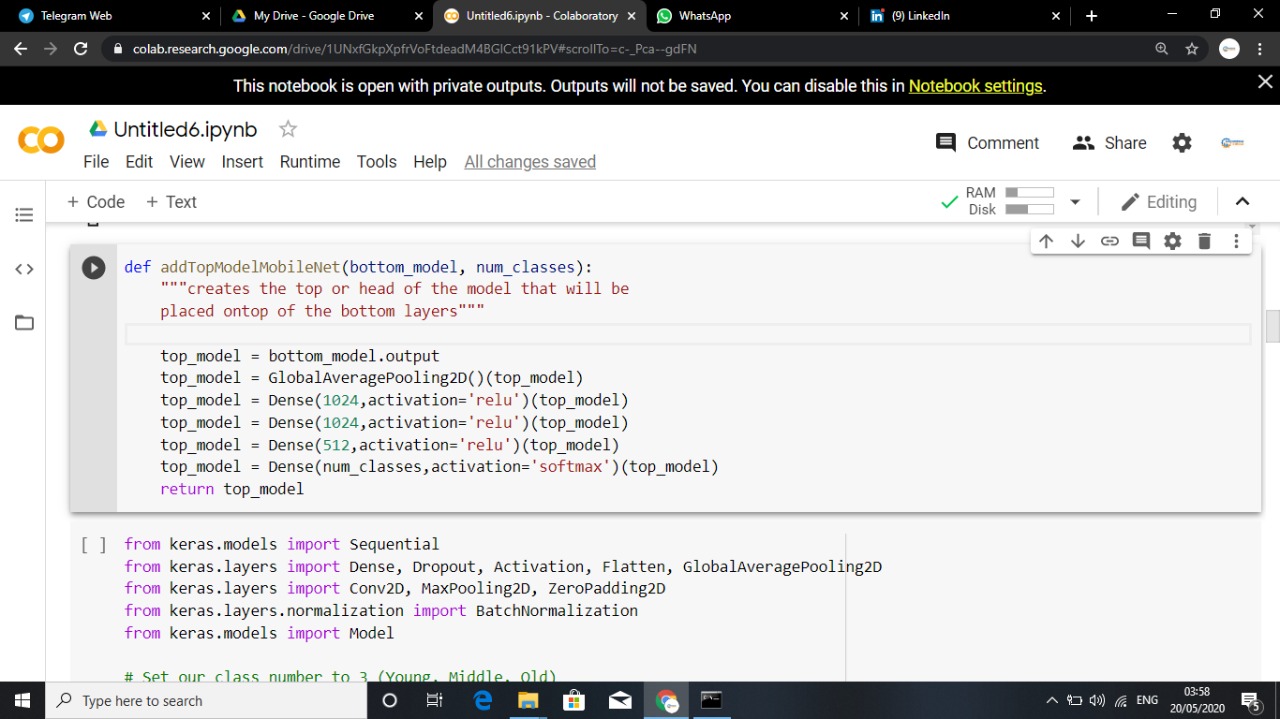 Telegram Web
My Drive - Google Drive
Untitled6.ipynb - Colaboratory
WhatsApp
(9) LinkedIn
colab.research.google.com/drive/1UNxfGkpXpfrVoFtdeadM4BGlCct91kPV#scrollTo=c-_Pca--gdFN
This notebook is open with private outputs. Outputs will not be saved. You can disable this in Notebook settings.
Untitled6.ipynb
Comment
Share
File Edit View Insert Runtime Tools Help All changes saved
+ Code + Text
RAM
Disk
Editing
def addTopModelMobileNet(bottom_model, num_classes):
    """creates the top or head of the model that will be
    placed ontop of the bottom layers"""
    top_model = bottom_model.output
    top_model = GlobalAveragePooling2D()(top_model)
    top_model = Dense(1024,activation='relu')(top_model)
    top_model = Dense(1024,activation='relu')(top_model)
    top_model = Dense(512,activation='relu')(top_model)
    top_model = Dense(num_classes,activation='softmax')(top_model)
    return top_model
[ ] from keras.models import Sequential
from keras.layers import Dense, Dropout, Activation, Flatten, GlobalAveragePooling2D
from keras.layers import Conv2D, MaxPooling2D, ZeroPadding2D
from keras.layers.normalization import BatchNormalization
from keras.models import Model
# Set our class number to 3 (Young, Middle, Old)
Type here to search
ENG
03:58
20/05/2020
5